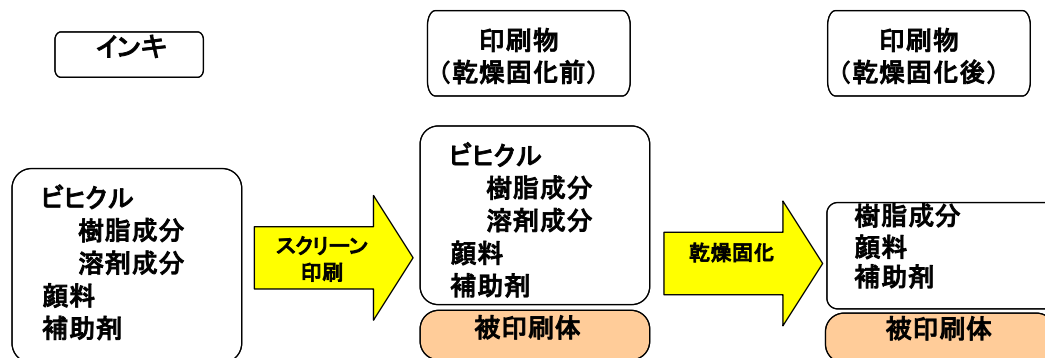 インキ
印刷物
（乾燥固化前）
印刷物
（乾燥固化後）
ビヒクル
樹脂成分
溶剤成分
顔料
補助剤
スクリーン
印刷
ビヒクル
樹脂成分
溶剤成分
顔料
補助剤
被印刷体
乾燥固化
樹脂成分
顔料
補助剤
被印刷体